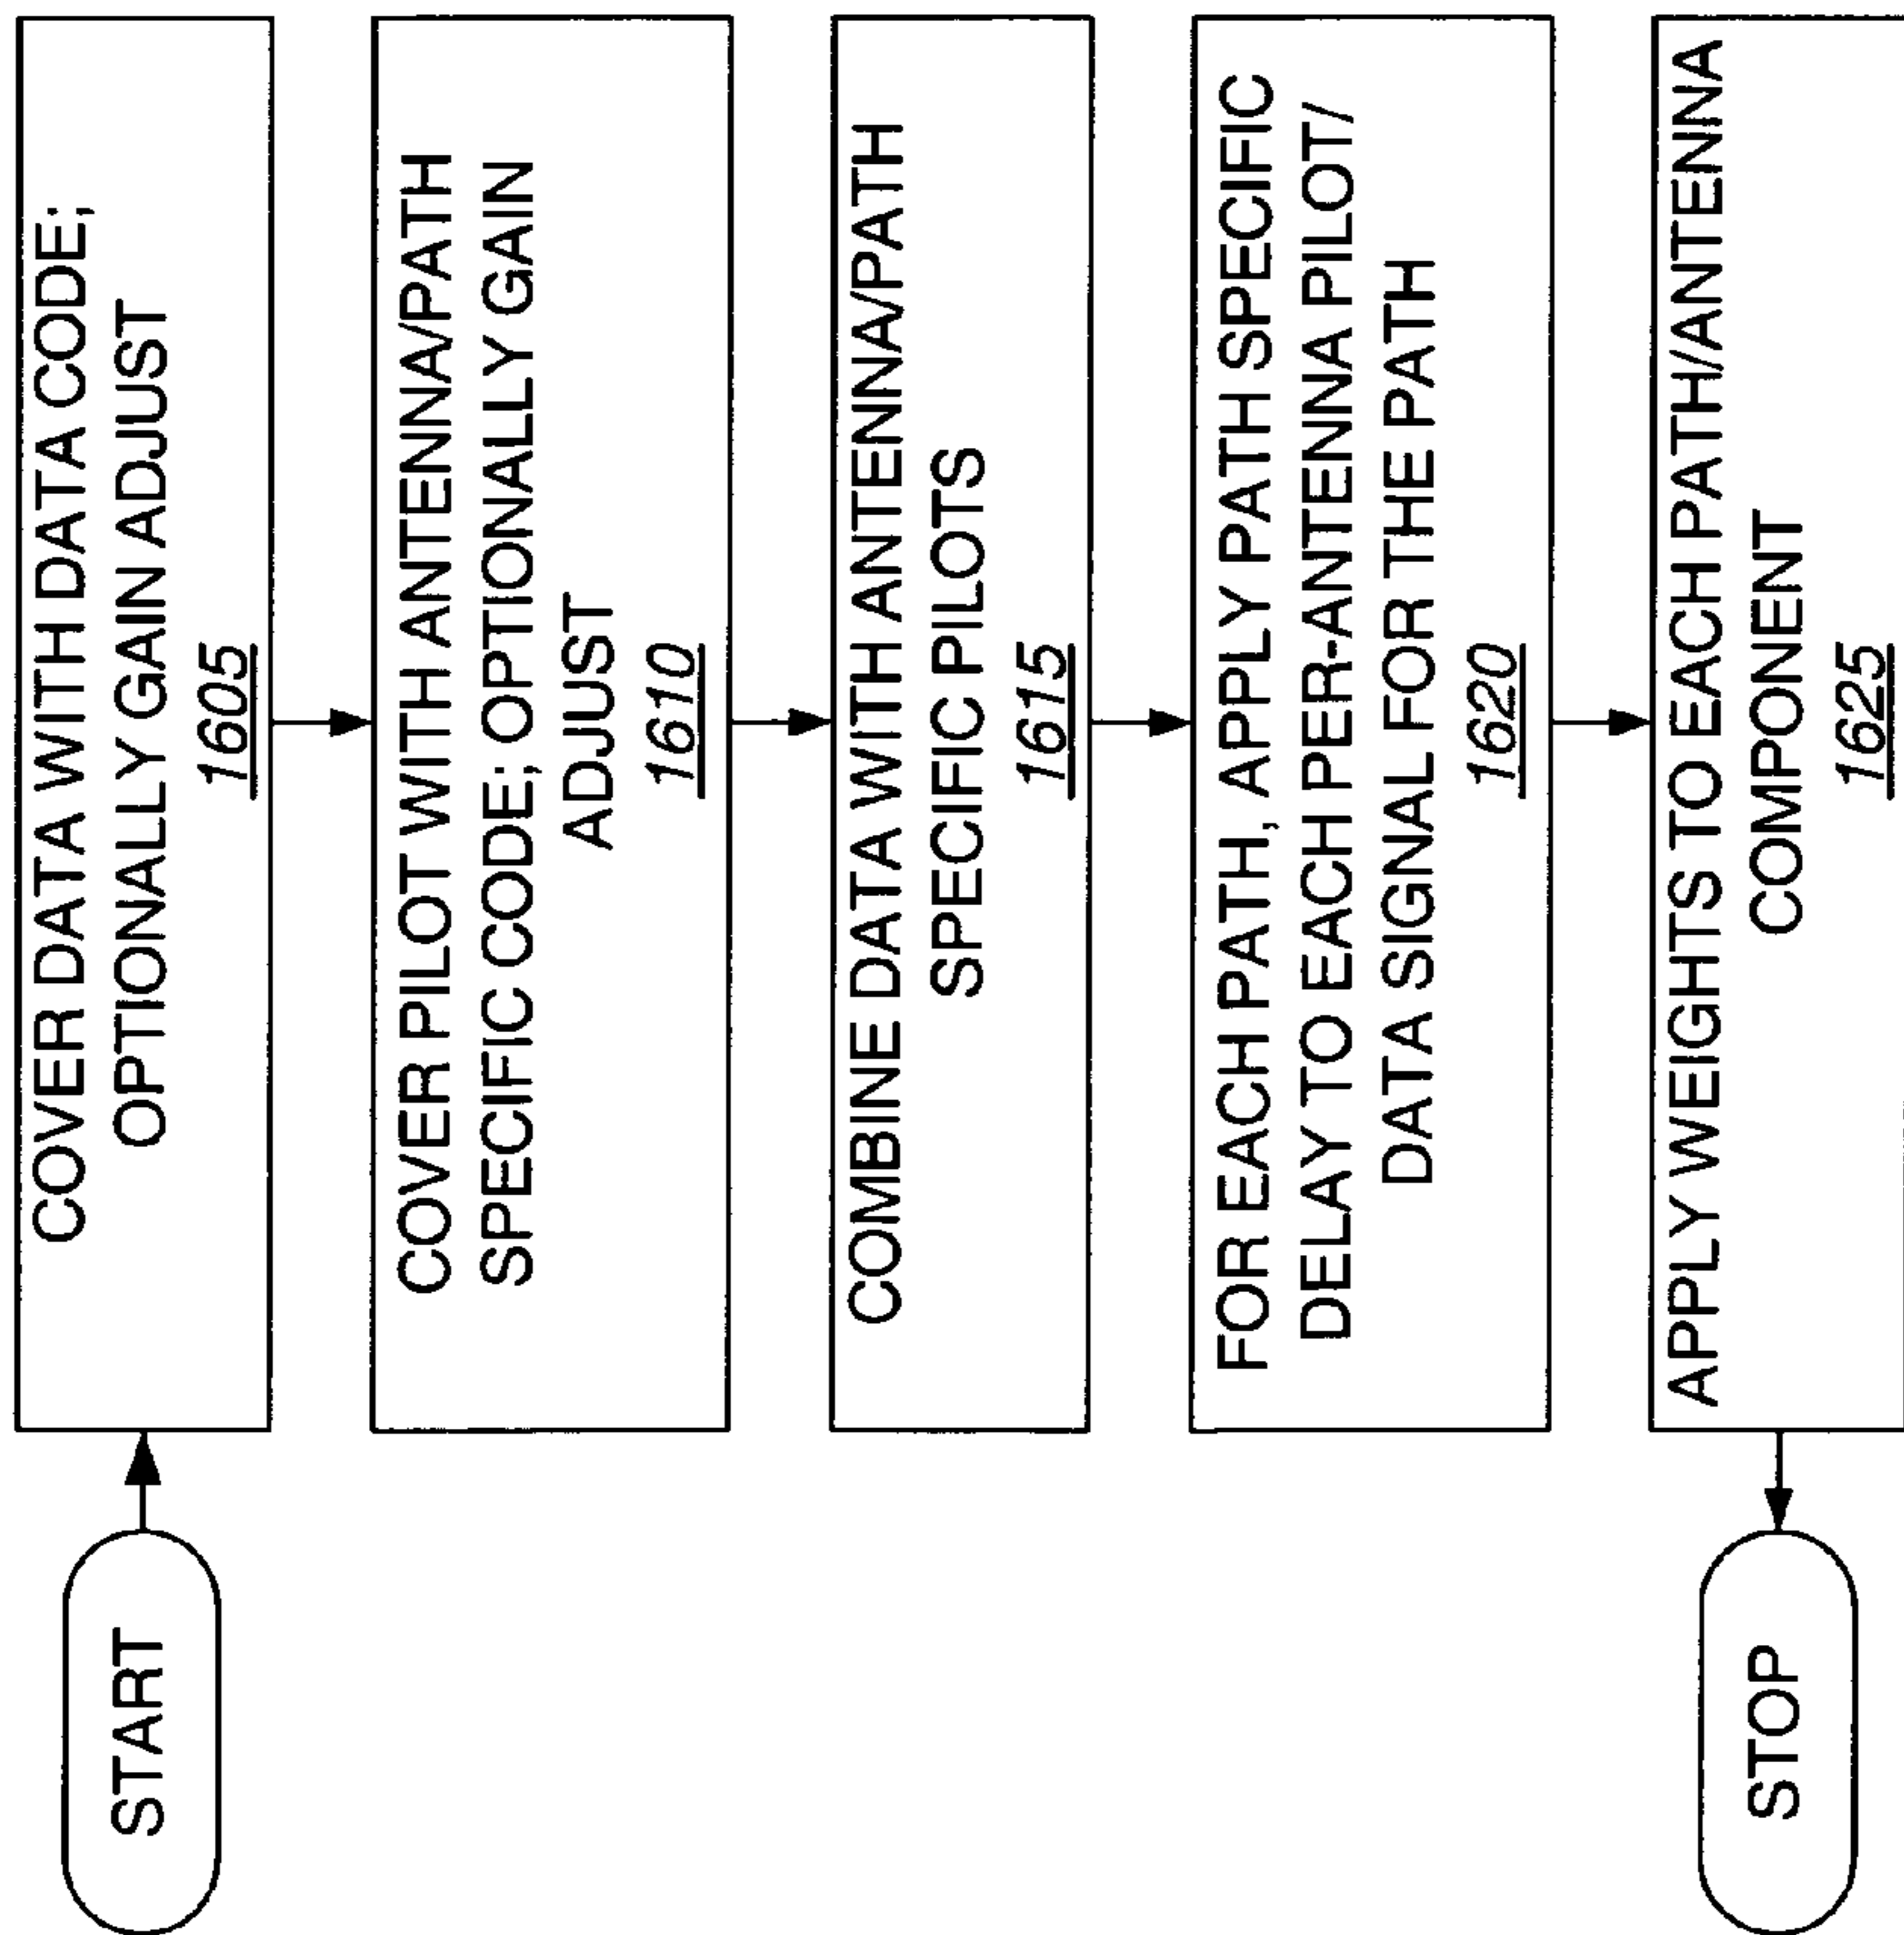 START
COVER DATA WITH DATA CODE;
OPTIONALLY GAIN ADJUST
1605
COVER PILOT WITH ANTENNA/PATH
SPECIFIC CODE; OPTIONALLY GAIN
ADJUST
1610
COMBINE DATA WITH ANTENNA/PATH
SPECIFIC PILOTS
1615
FOR EACH PATH, APPLY PATH SPECIFIC
DELAY TO EACH PER-ANTENNA PILOT/
DATA SIGNAL FOR THE PATH
1620
APPLY WEIGHTS TO EACH PATH/ANTENNA
COMPONENT
1625
STOP